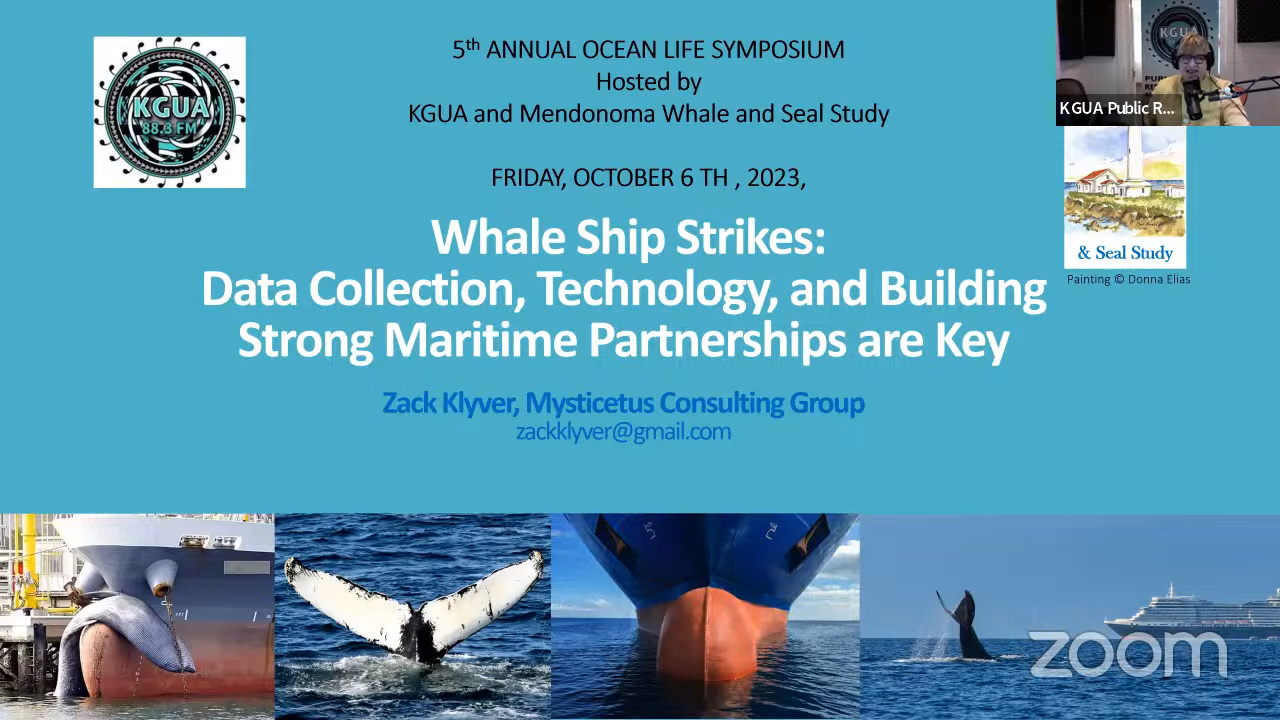 KGUA
88.3 FM
5th ANNUAL OCEAN LIFE SYMPOSIUM
Hosted by
KGUA and Mendonoma Whale and Seal Study
FRIDAY, OCTOBER 6 TH , 2023,
KGUA
K GUA Public R...
& Seal Study
Painting © Donna Elias
Whale Ship Strikes:
Data Collection, Technology, and Building
Strong Maritime Partnerships are Key
Zack Klyver, Mysticetus Consulting Group
zackklyver@gmail.com
zoom